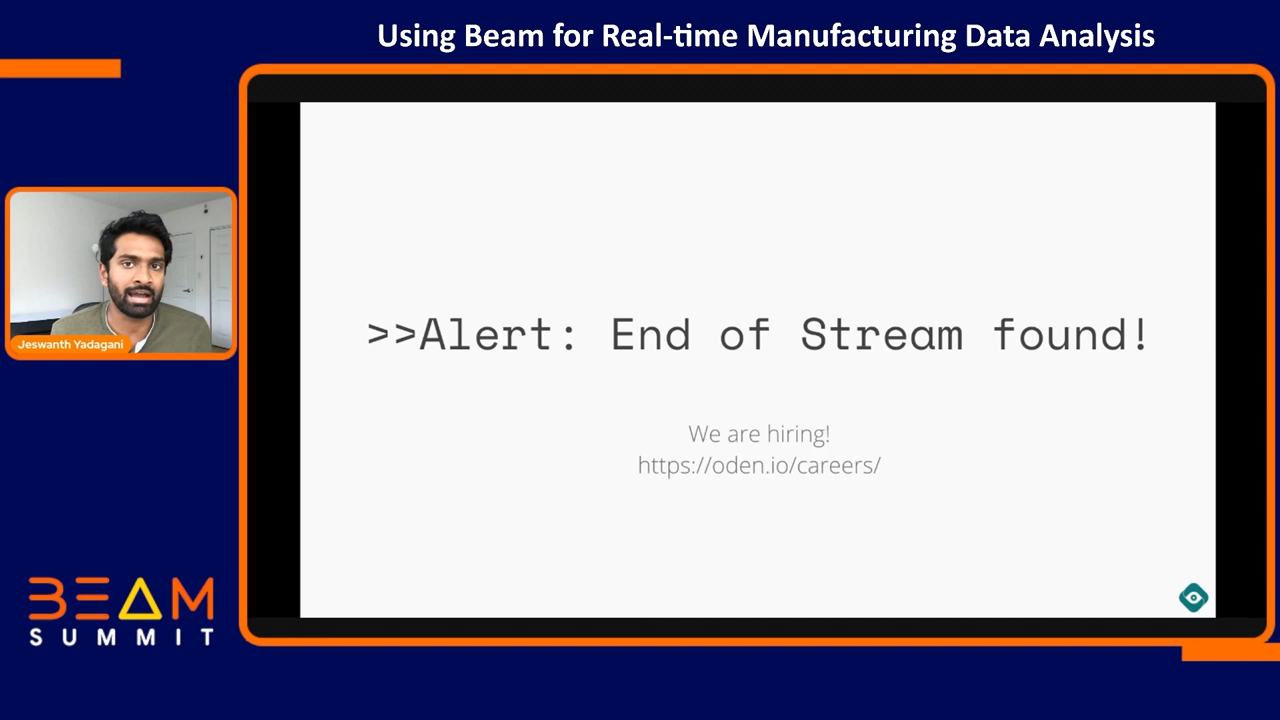 Using Beam for Real-time Manufacturing Data Analysis
Jeswanth Yadagani
>>Alert: End of Stream found!
We are hiring!
https://oden.io/careers/
BEAM
SUMMIT